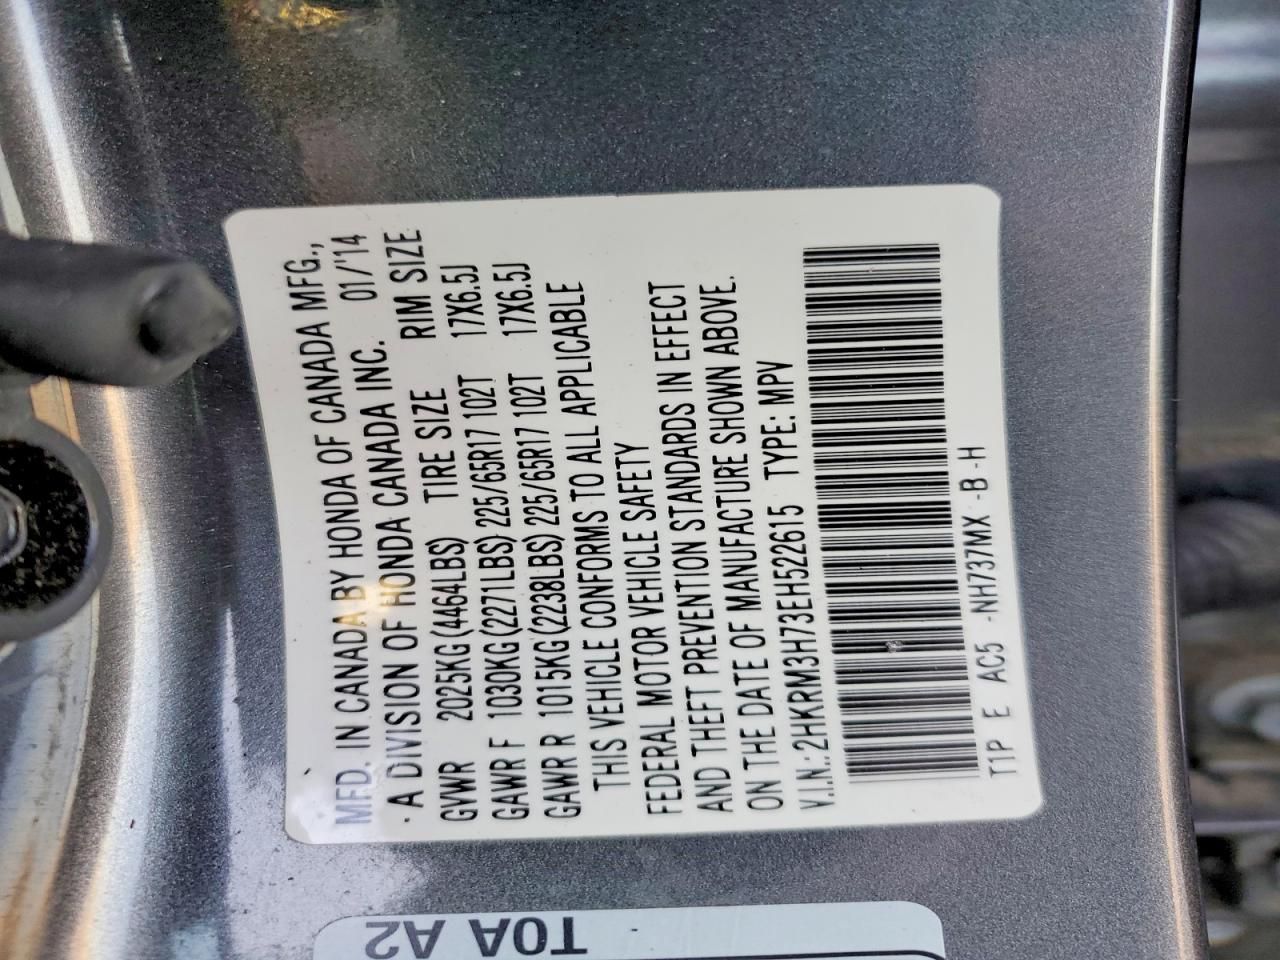 MFD. IN CANADA BY HONDA OF CANADA MFG.,
A DIVISION OF HONDA CANADA INC. 01/'14
GVWR 2025KG(4464LBS) TIRE SIZE RIM SIZE
GAWR F 1030KG(2271LBS) 225/65R17 102T 17X6.5J
GAWR R 1015KG(2238LBS) 225/65R17 102T 17X6.5J
THIS VEHICLE CONFORMS TO ALL APPLICABLE
FEDERAL MOTOR VEHICLE SAFETY
AND THEFT PREVENTION STANDARDS IN EFFECT
ON THE DATE OF MANUFACTURE SHOWN ABOVE.
V.I.N.:2HKRM3H73EH522615 TYPE: MPV
T1P E AC5 -NH737MX -B -H
T0A A2